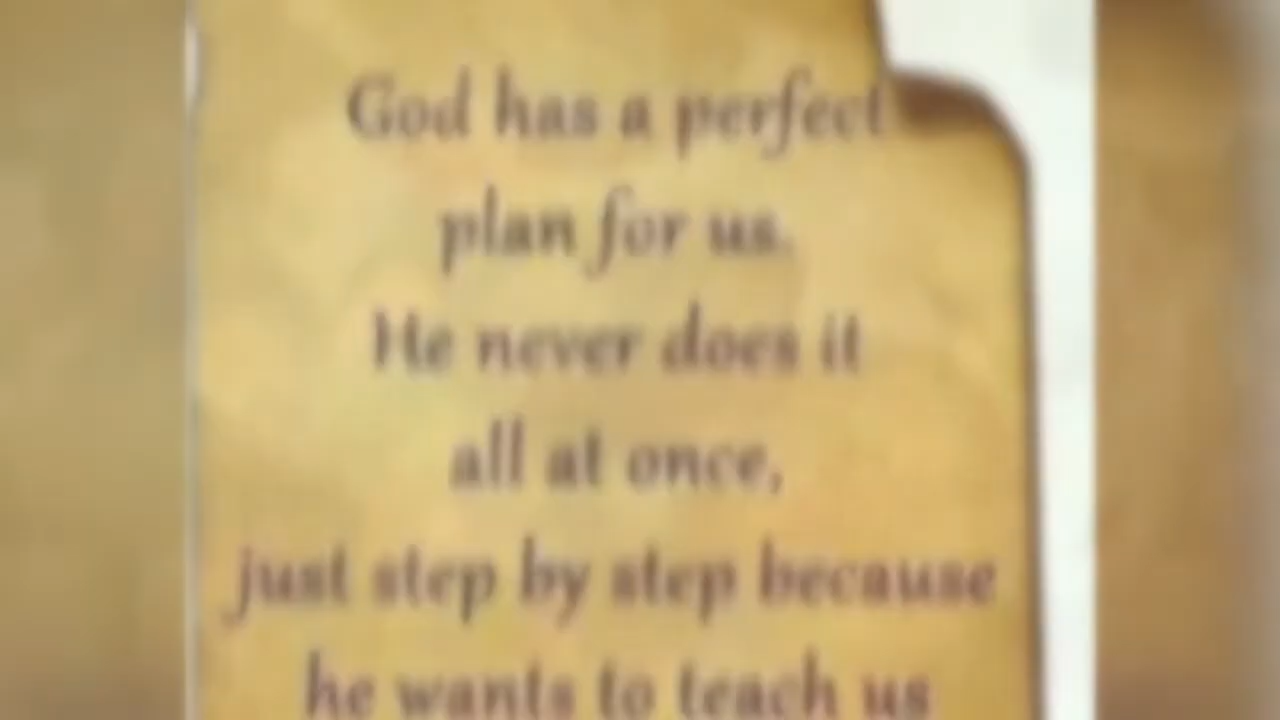 God has a perfect
plan for us.
He never does it
all at once,
just step by step because
he wants to teach us